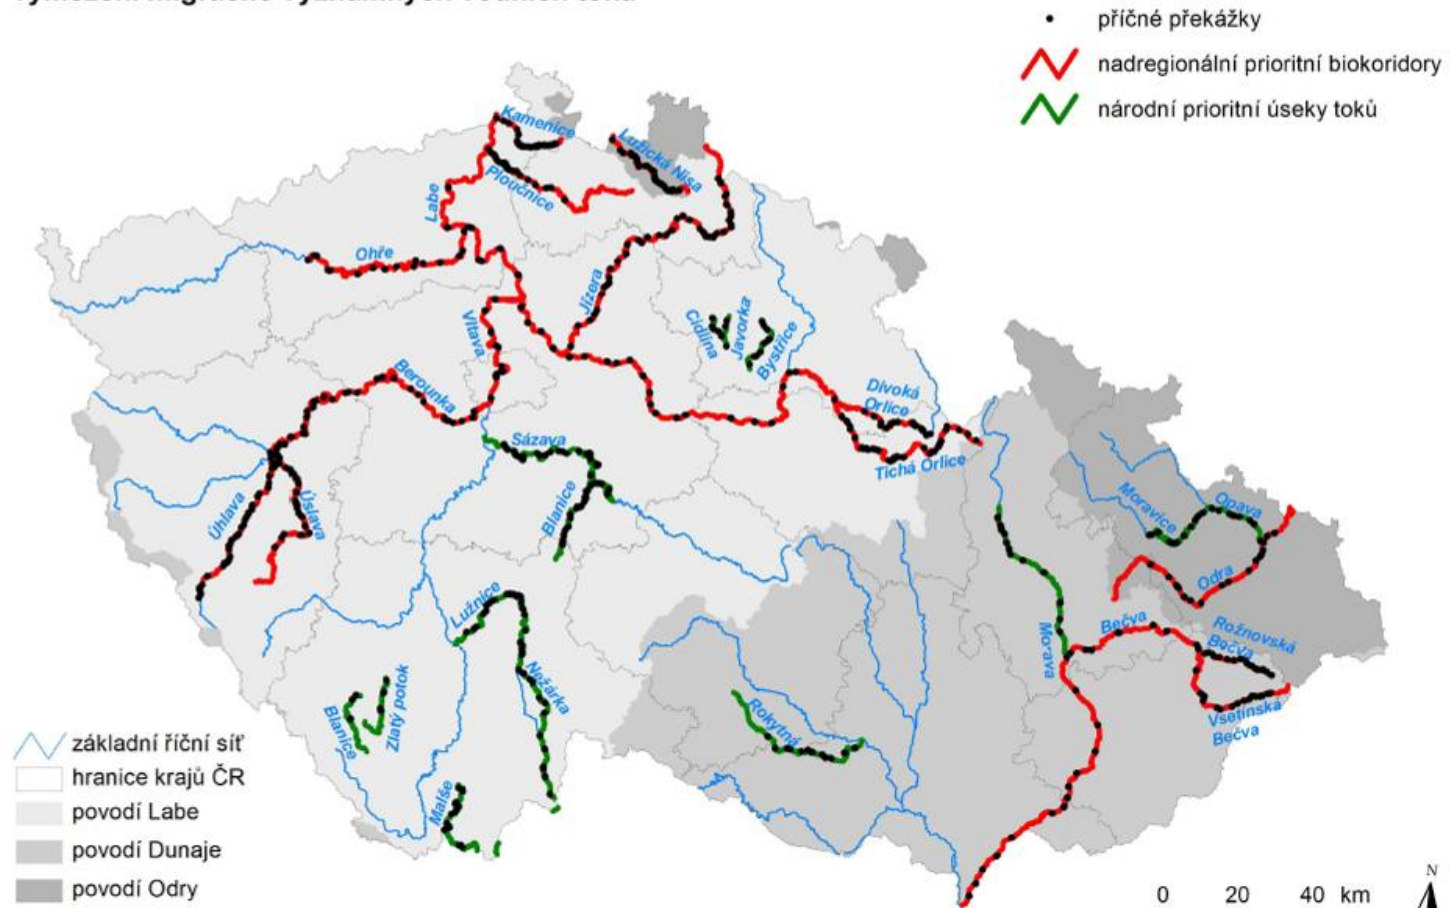 příčné překážky
nadregionální prioritní biokoridory
národní prioritní úseky toků
Kamenice
Lužická Nisa
Ploučnice
Labe
Ohře
Jizera
Vltava
Cidlina
Javorka
Bystřice
Berounka
Divoká
Orlice
Tichá Orlice
Sázava
Blanice
Úhlava
Úslava
Moravice
Opava
Odra
Lužnice
Bečva
Rožnovská
Bečva
Morava
Nežárka
Zlatý potok
Blanice
Rokytná
Vsetínská
Bečva
Malše
základní říční síť
hranice krajů ČR
povodí Labe
povodí Dunaje
povodí Odry
0 20 40 km
N